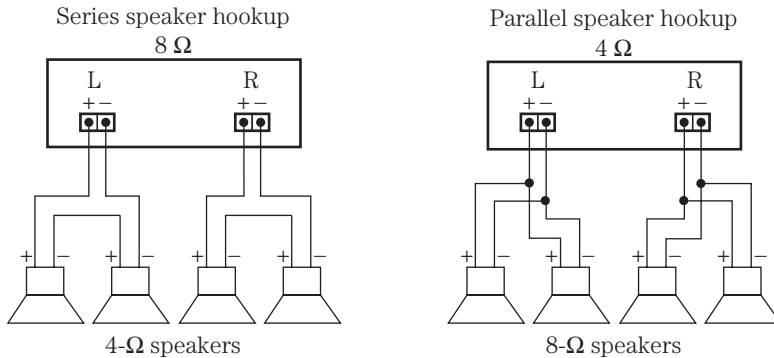 Series speaker hookup
8 Ω
L R
+ − + −
+ − + − + − + −
4-Ω speakers
Parallel speaker hookup
4 Ω
L R
+ − + −
+ − + − + − + −
8-Ω speakers